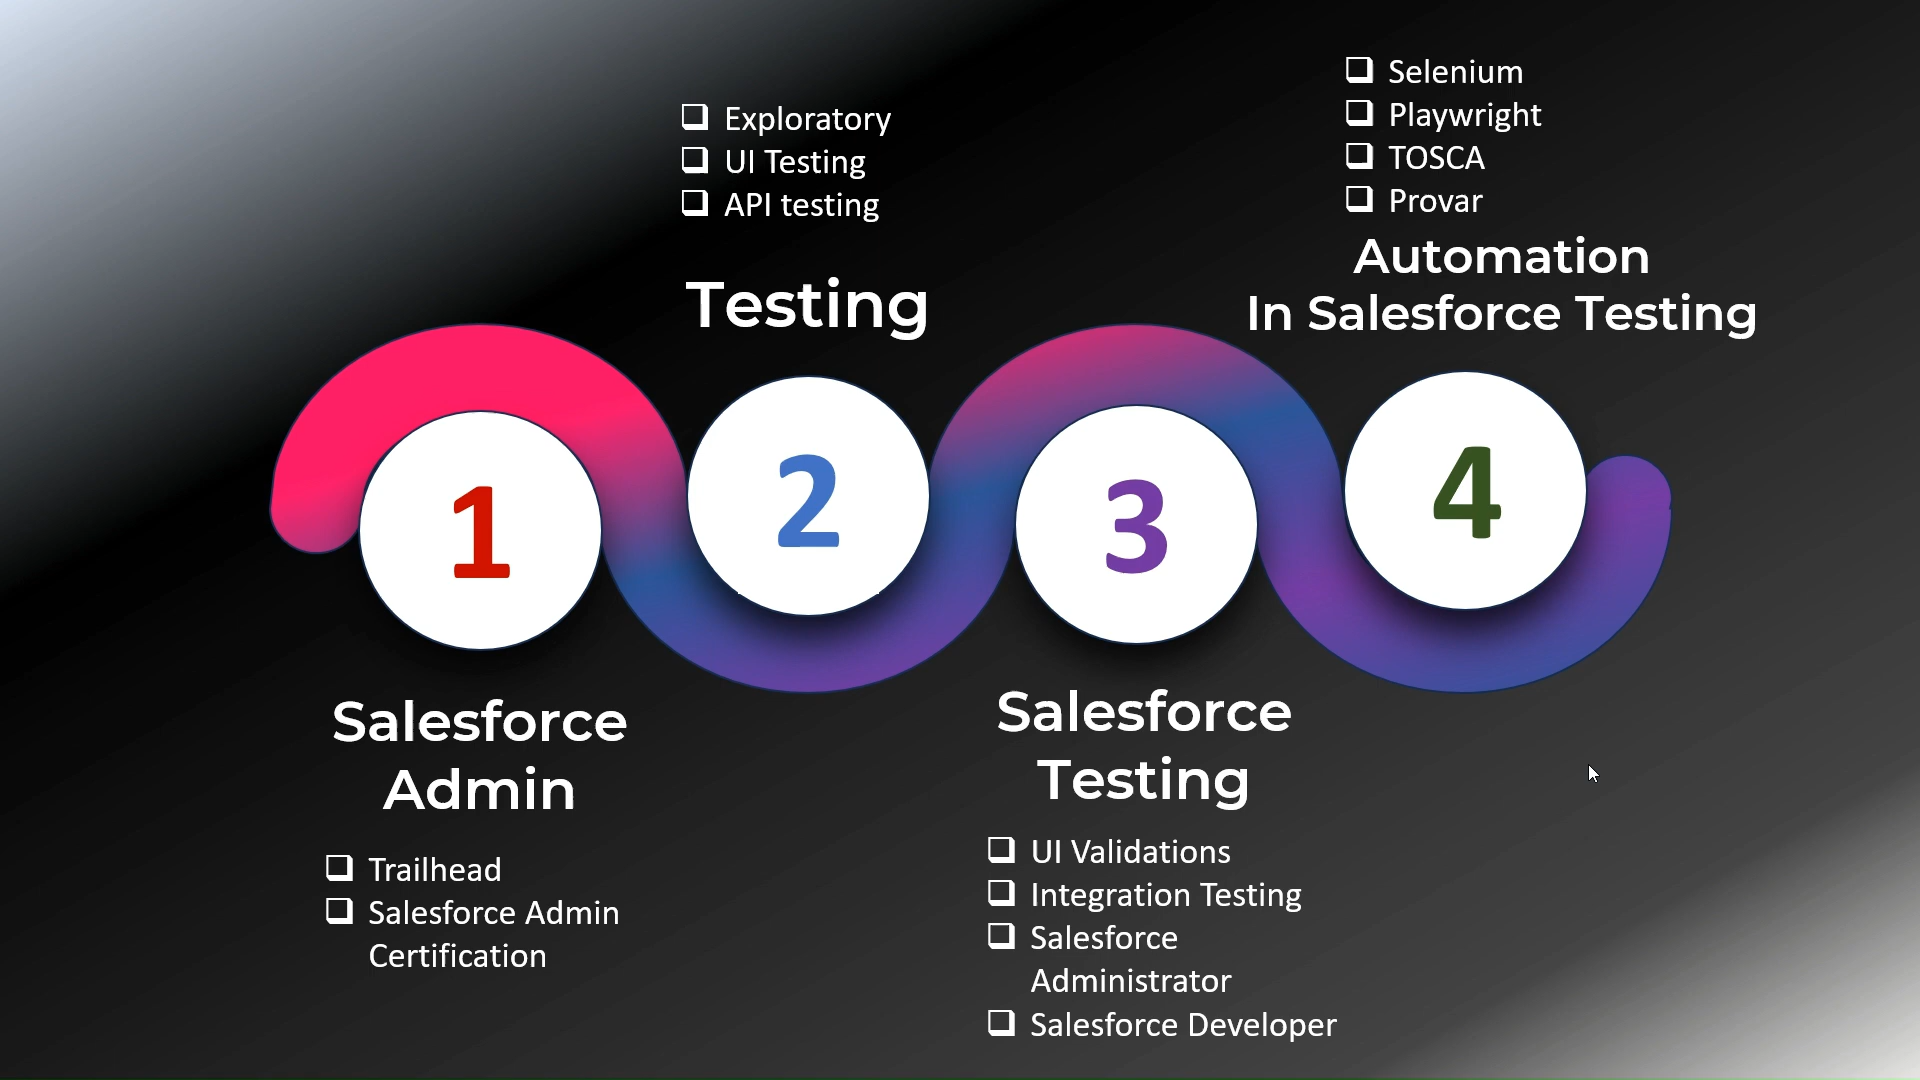 1
Salesforce
Admin
❑ Trailhead
❑ Salesforce Admin
Certification
❑ Exploratory
❑ UI Testing
❑ API testing
Testing
2
3
Salesforce
Testing
❑ UI Validations
❑ Integration Testing
❑ Salesforce
Administrator
❑ Salesforce Developer
❑ Selenium
❑ Playwright
❑ TOSCA
❑ Provar
Automation
In Salesforce Testing
4